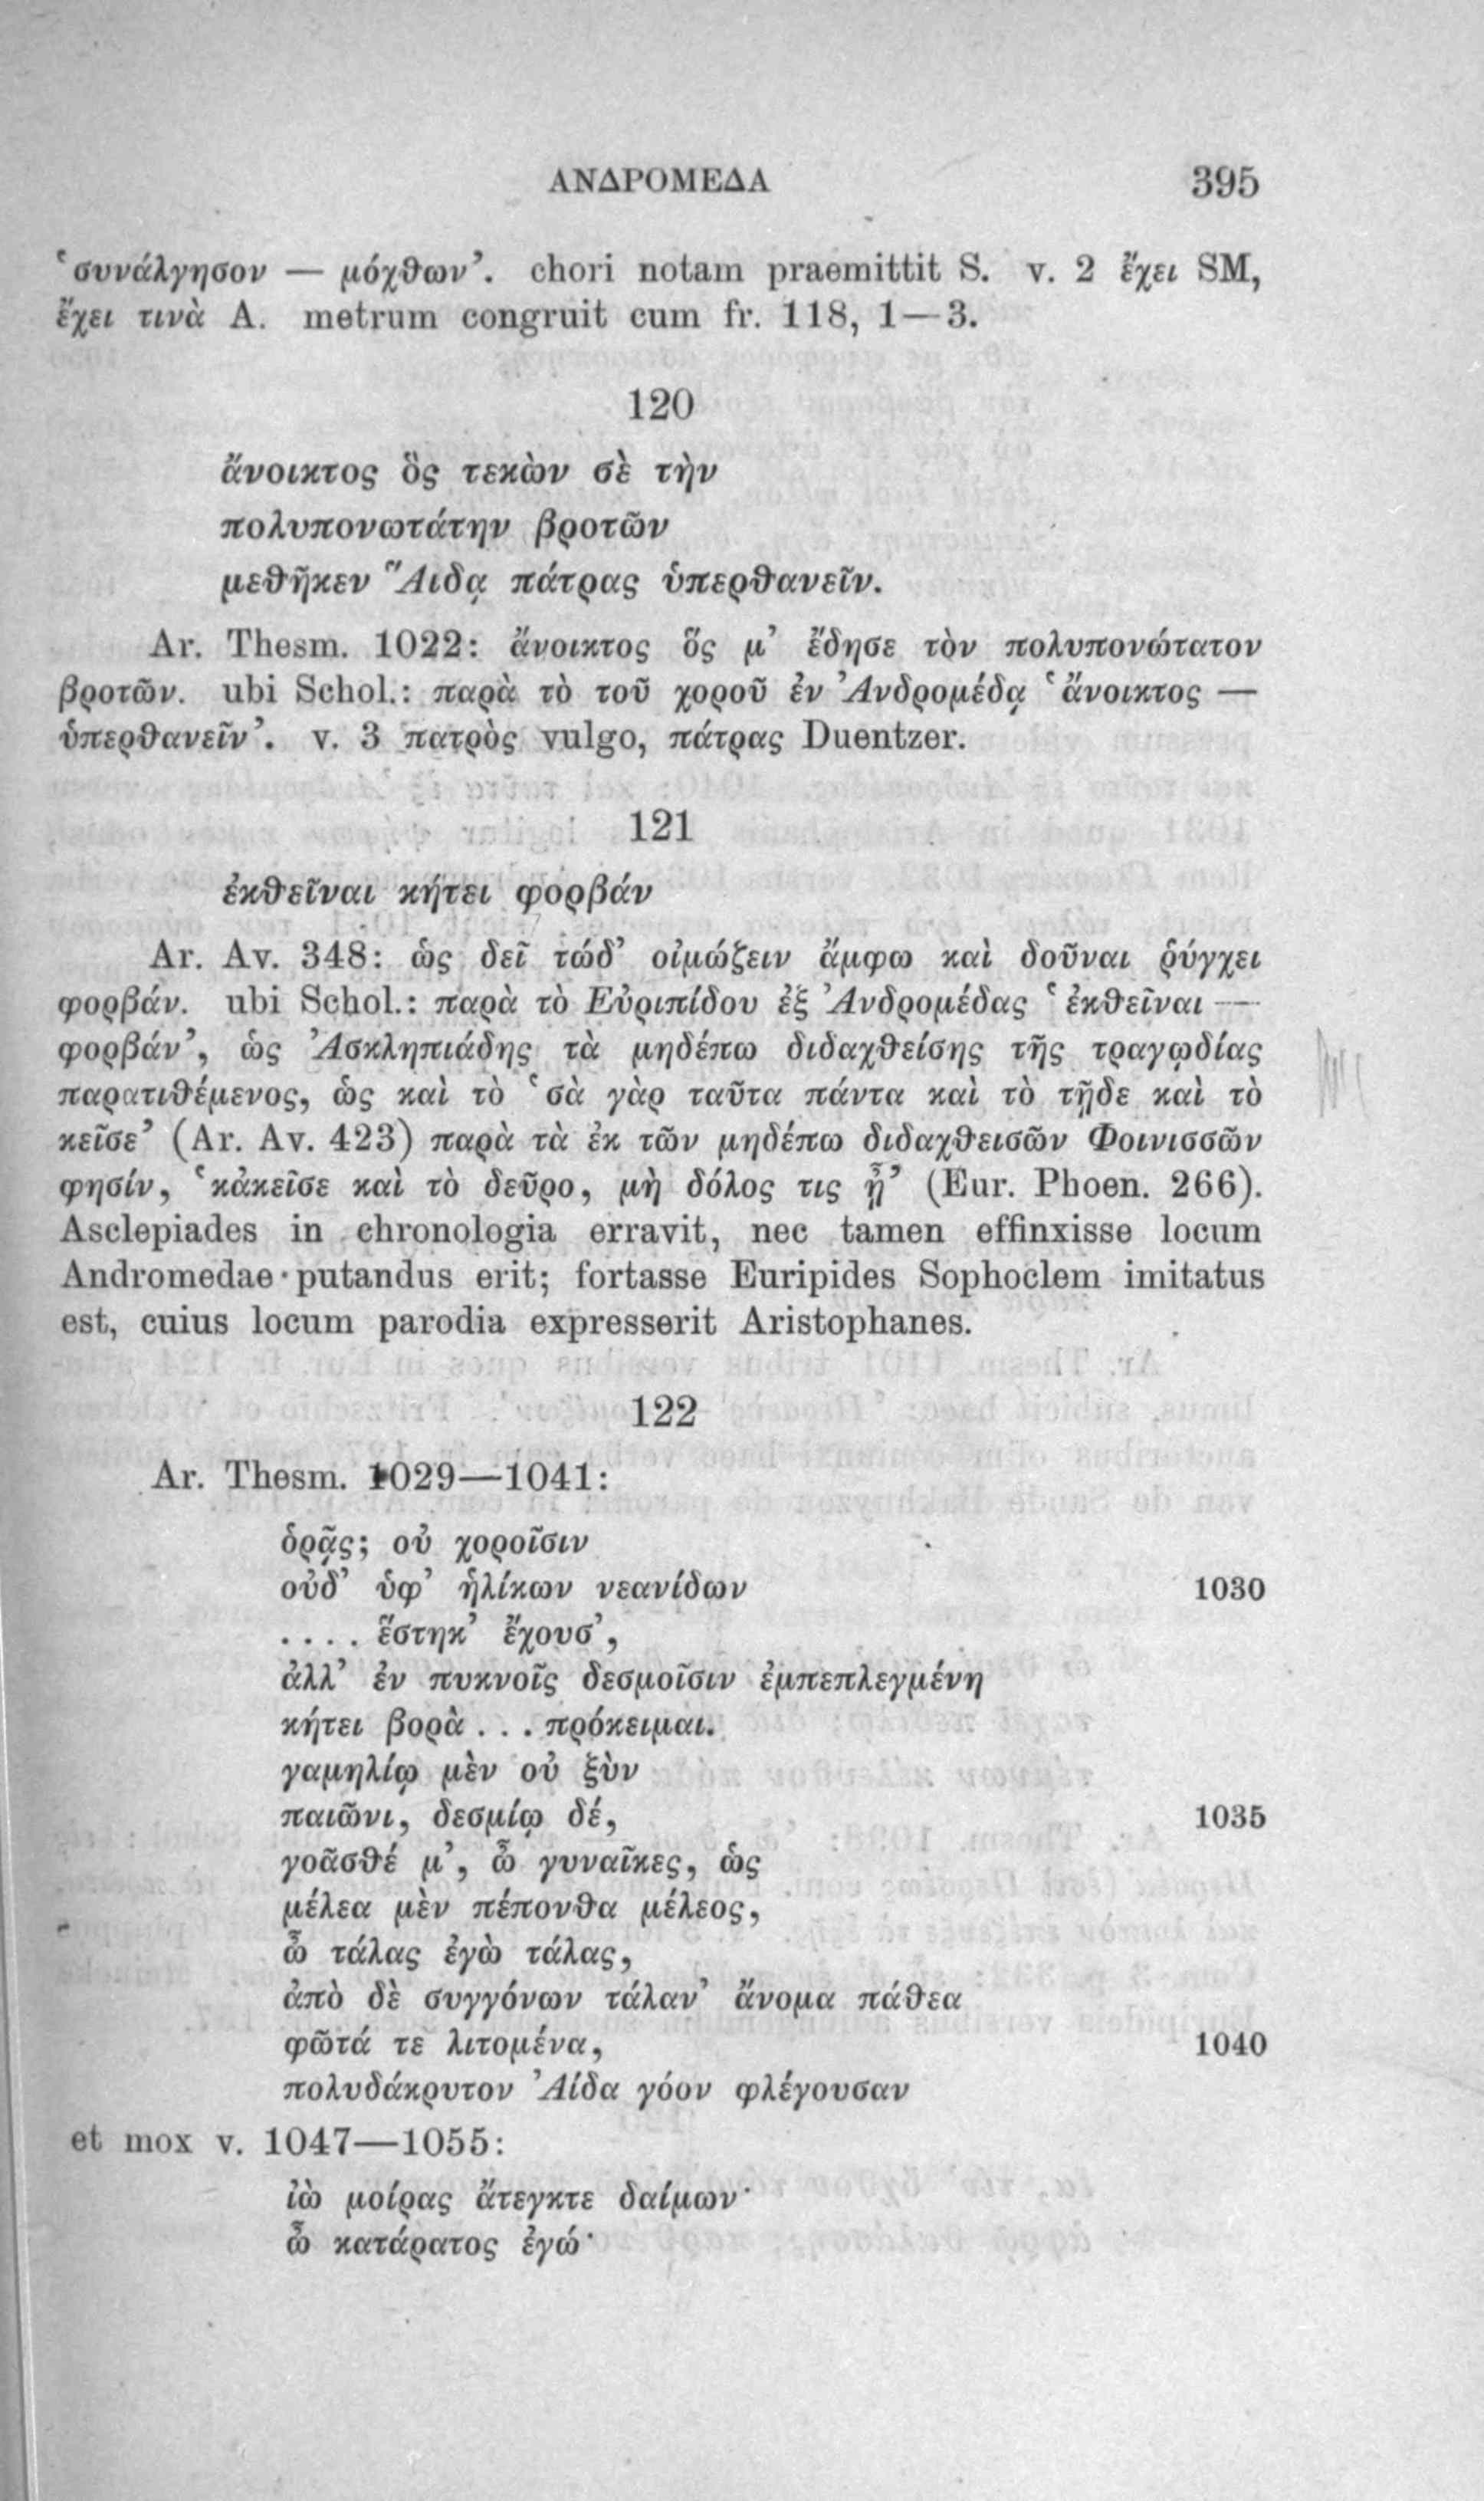 ΑΝΔΡΟΜΕΔΑ 395
‘συνάλγησον — μόχθων’. chori notam praemittit S. v. 2 ἔχει SM,
ἔχει τινὰ A. metrum congruit cum fr. 118, 1—3.
120
ἄνοικτος ὃς τεκὼν σὲ τὴν
πολυπονωτάτην βροτῶν
μεθῆκεν Ἅιδᾳ πάτρας ὑπερθανεῖν.
Ar. Thesm. 1022: ἄνοικτος ὅς μ’ ἔδησε τὸν πολυπονώτατον
βροτῶν. ubi Schol.: παρὰ τὸ τοῦ χοροῦ ἐν Ἀνδρομέδᾳ ‘ἄνοικτος —
ὑπερθανεῖν’. v. 3 πατρὸς vulgo, πάτρας Duentzer.
121
ἐκθεῖναι κήτει φορβάν
Ar. Av. 348: ὡς δεῖ τώδ’ οἰμώζειν ἄμφω καὶ δοῦναι ῥύγχει
φορβάν. ubi Schol.: παρὰ τὸ Εὐριπίδου ἐξ Ἀνδρομέδας ‘ἐκθεῖναι —
φορβάν’, ὡς Ἀσκληπιάδης τὰ μηδέπω διδαχθείσης τῆς τραγῳδίας
παρατιθέμενος, ὡς καὶ τὸ ‘σὰ γὰρ ταῦτα πάντα καὶ τὸ τῇδε καὶ τὸ
κεῖσε’ (Ar. Av. 423) παρὰ τὰ ἐκ τῶν μηδέπω διδαχθεισῶν Φοινισσῶν
φησίν, ‘κἀκεῖσε καὶ τὸ δεῦρο, μὴ δόλος τις ᾖ’ (Eur. Phoen. 266).
Asclepiades in chronologia erravit, nec tamen effinxisse locum
Andromedae putandus erit; fortasse Euripides Sophoclem imitatus
est, cuius locum parodia expresserit Aristophanes.
122
Ar. Thesm. 1029—1041:
ὁρᾷς; οὐ χοροῖσιν
οὐδ’ ὑφ’ ἡλίκων νεανίδων 1030
.... ἕστηκ’ ἔχουσ’,
ἀλλ’ ἐν πυκνοῖς δεσμοῖσιν ἐμπεπλεγμένη
κήτει βορὰ ... πρόκειμαι.
γαμηλίῳ μὲν οὐ ξὺν
παιῶνι, δεσμίῳ δέ, 1035
γοᾶσθέ μ’, ὦ γυναῖκες, ὡς
μέλεα μὲν πέπονθα μέλεος,
ὦ τάλας ἐγὼ τάλας,
ἀπὸ δὲ συγγόνων τάλαν’ ἄνομα πάθεα
φῶτά τε λιτομένα, 1040
πολυδάκρυτον Ἀίδα γόον φλέγουσαν
et mox v. 1047—1055:
ἰὼ μοίρας ἄτεγκτε δαίμων·
ὦ κατάρατος ἐγώ·